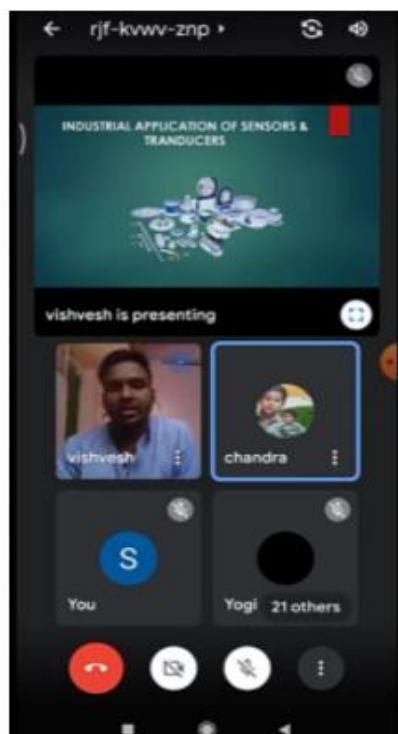 rjf-kvwv-znp
INDUSTRIAL APPLICATION OF SENSORS &
TRANDUCERS
vishvesh is presenting
vishvesh
chandra
S
You
Yogi
21 others